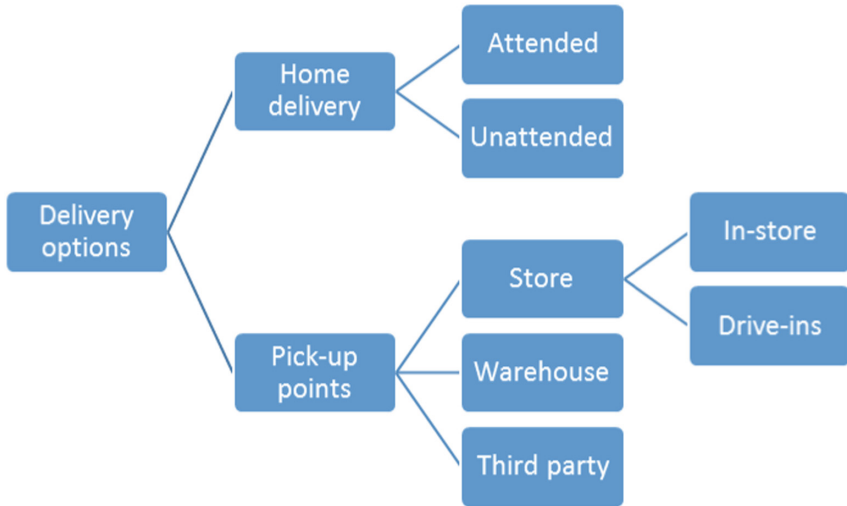 Delivery
options
Home
delivery
Attended
Unattended
Pick-up
points
Store
In-store
Drive-ins
Warehouse
Third party